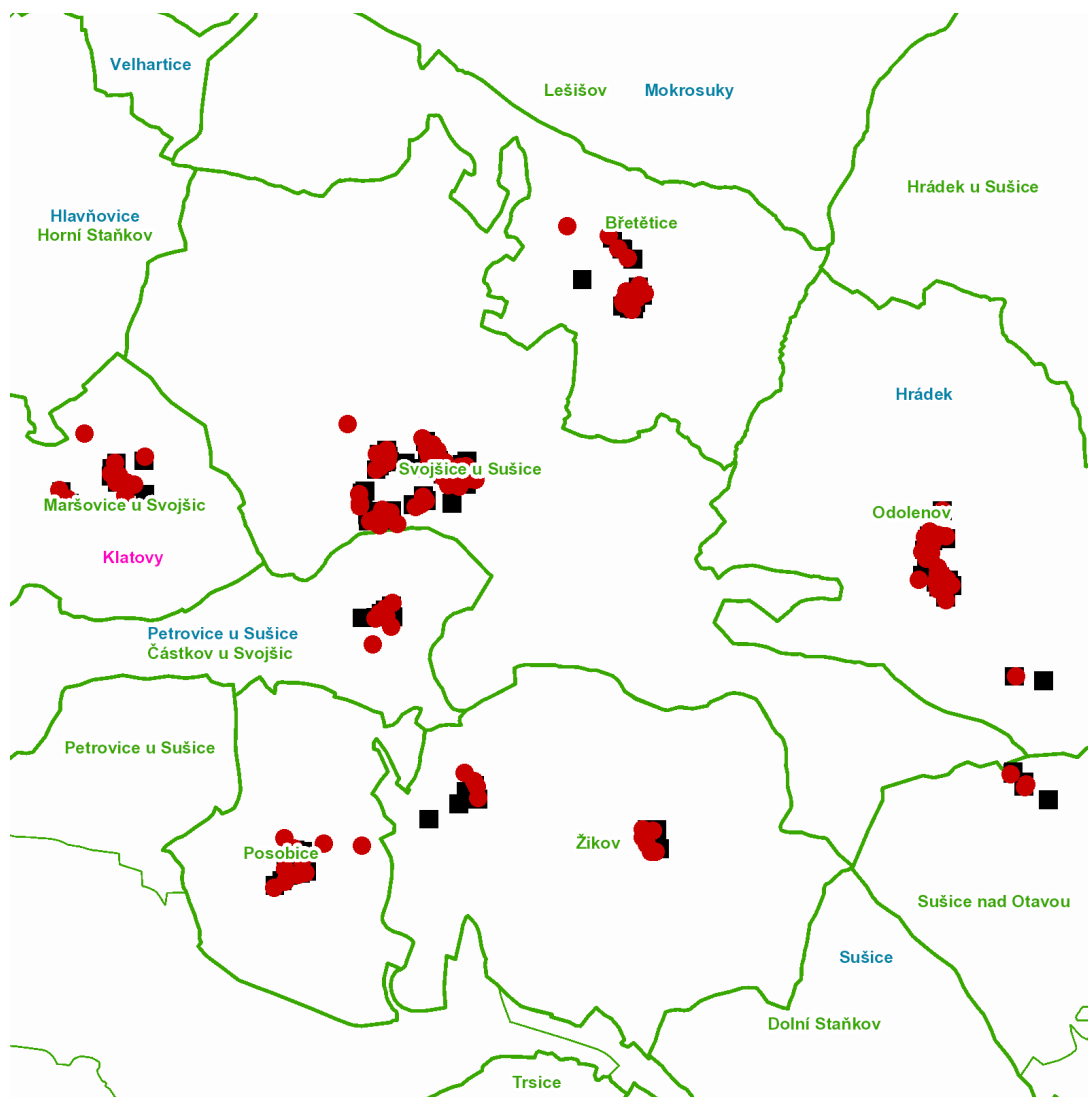 Velhartice
Lešišov
Mokrosuky
Hrádek u Sušice
Hlavňovice
Horní Staňkov
Břetětice
Hrádek
Svojšice u Sušice
Maršovice u Svojšic
Odolenov
Klatovy
Petrovice u Sušice
Částkov u Svojšic
Petrovice u Sušice
Žikov
Posobice
Sušice nad Otavou
Sušice
Dolní Staňkov
Trsice